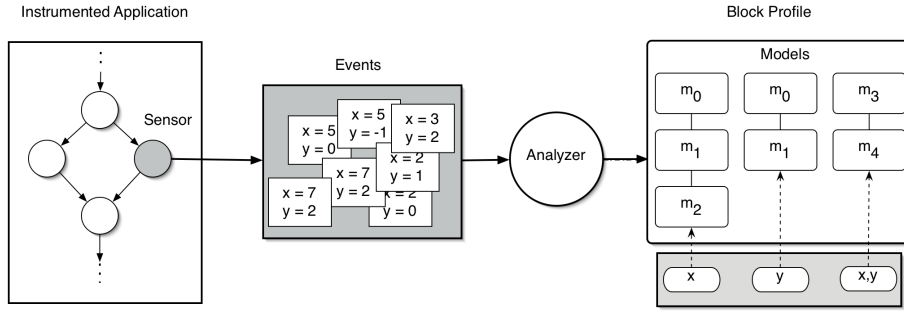 Instrumented Application
Block Profile
Events
Models
Sensor
x = 5
y = 0
x = 5
y = -1
x = 3
y = 2
x = 7
y = 2
x = 7
y = 2
x = 2
y = 1
x = 2
y = 0
Analyzer
m0 m0 m3
m1 m1 m4
m2
x y x,y